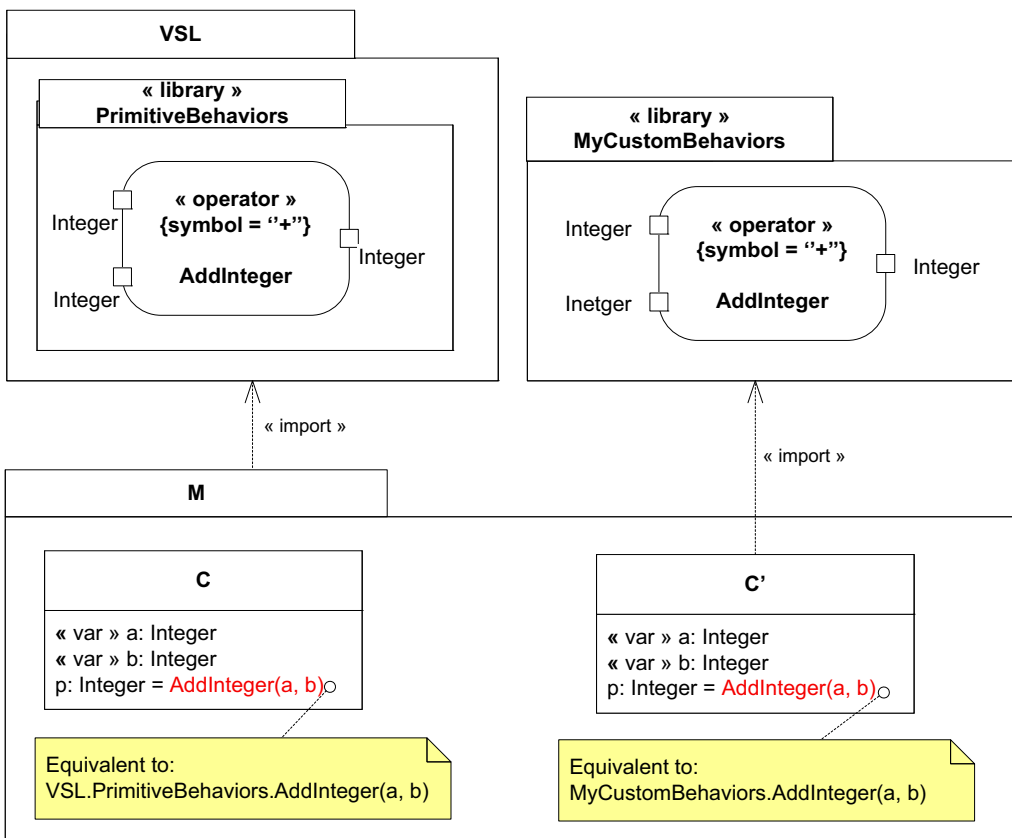 VSL
« library »
PrimitiveBehaviors
Integer
Integer
« operator »
{symbol = ‘’+’’}
AddInteger
Integer
« library »
MyCustomBehaviors
Integer
Inetger
« operator »
{symbol = ‘’+’’}
AddInteger
Integer
« import »
« import »
M
C
« var » a: Integer
« var » b: Integer
p: Integer = AddInteger(a, b)
Equivalent to:
VSL.PrimitiveBehaviors.AddInteger(a, b)
C’
« var » a: Integer
« var » b: Integer
p: Integer = AddInteger(a, b)
Equivalent to:
MyCustomBehaviors.AddInteger(a, b)